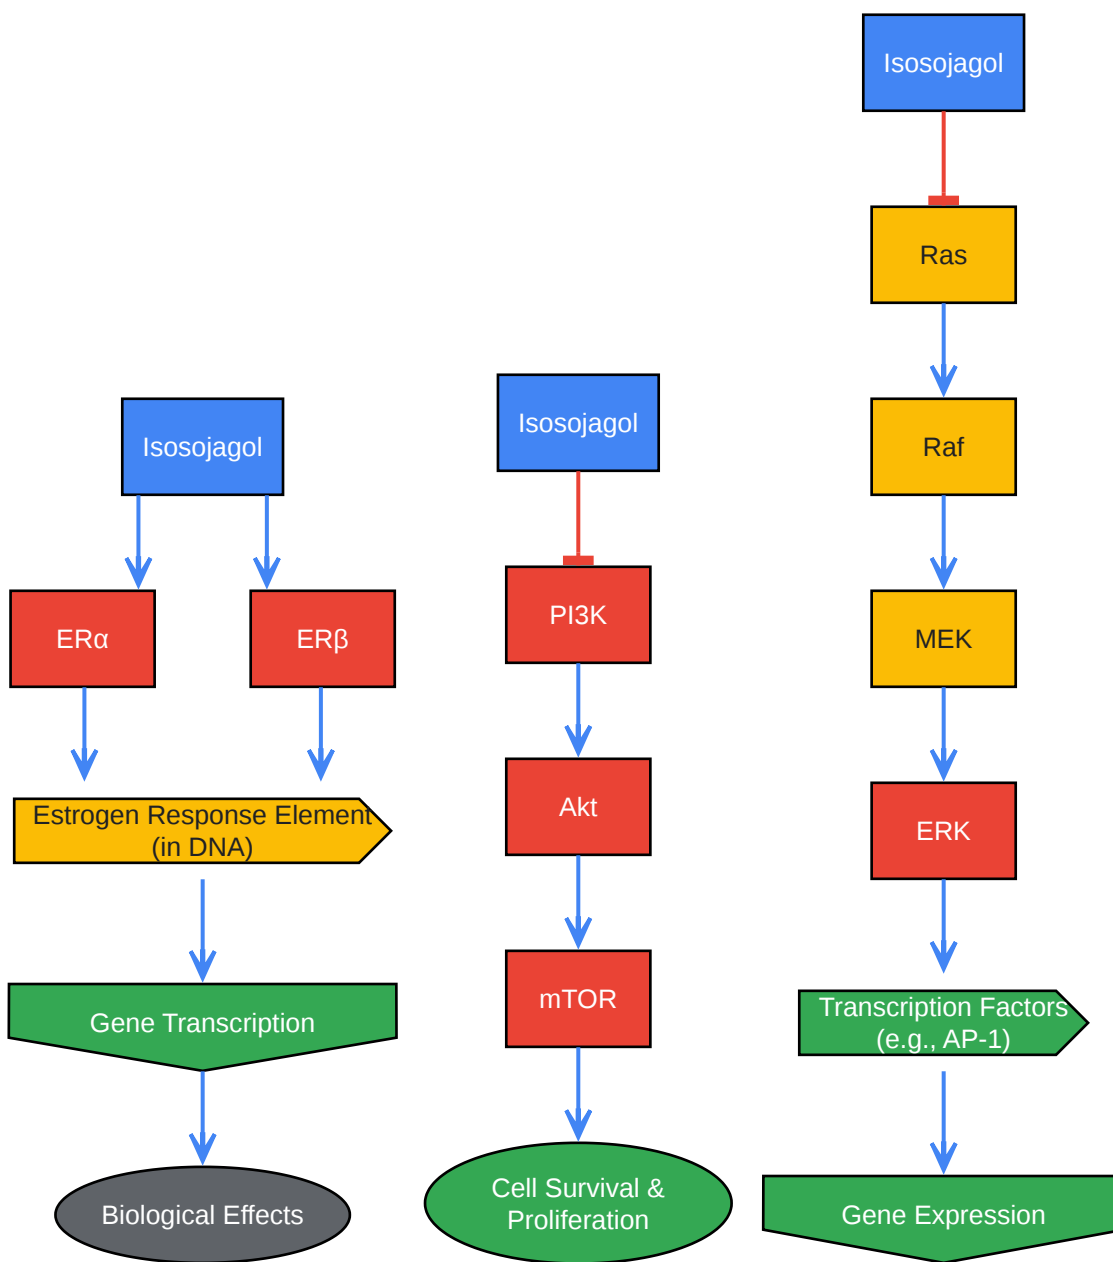 Isosojagol
ERα
ERβ
Estrogen Response Element
(in DNA)
Gene Transcription
Biological Effects
Isosojagol
PI3K
Akt
mTOR
Cell Survival &
Proliferation
Isosojagol
Ras
Raf
MEK
ERK
Transcription Factors
(e.g., AP-1)
Gene Expression